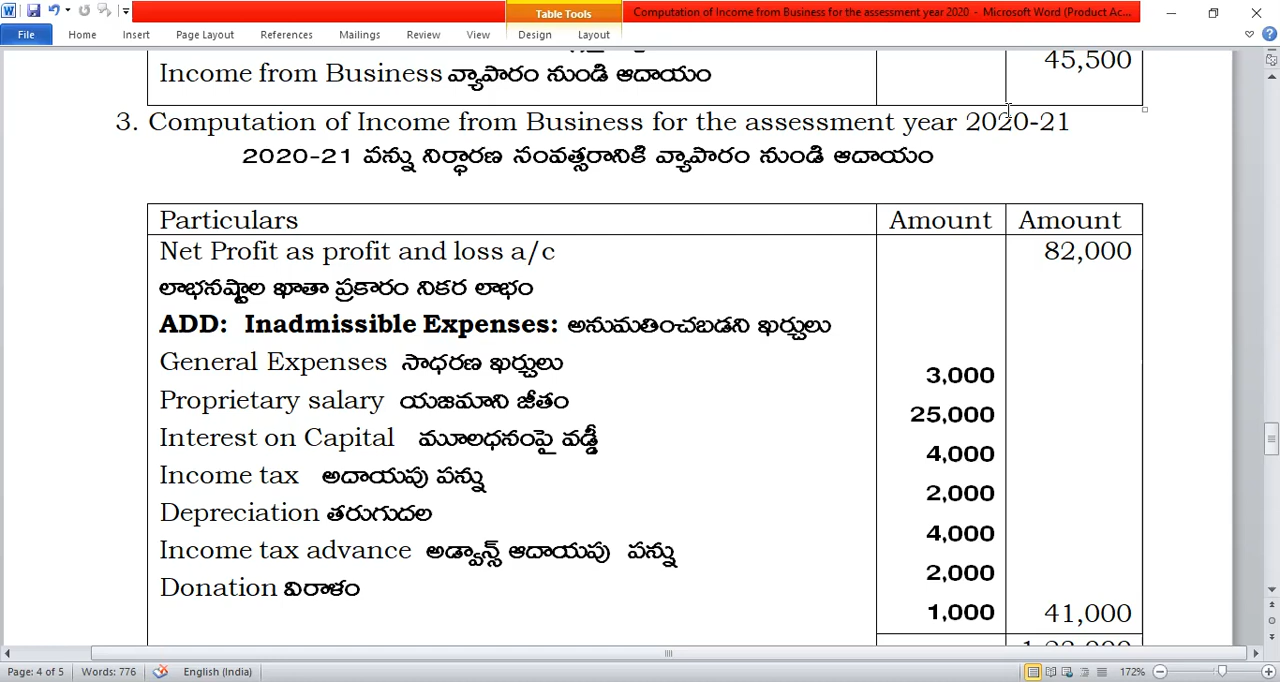 Table Tools
Computation of Income from Business for the assessment year 2020 - Microsoft Word (Product Ac...
File Home Insert Page Layout References Mailings Review View Design Layout
Income from Business వ్యాపారం నుండి ఆదాయం 45,500
3. Computation of Income from Business for the assessment year 2020-21
2020-21 వన్ను నిర్ధారణ సంవత్సరానికి వ్యాపారం నుండి ఆదాయం
Particulars Amount Amount
Net Profit as profit and loss a/c 82,000
లాభనష్టాల ఖాతా ప్రకారం నికర లాభం
ADD: Inadmissible Expenses: అనుమతించబడని ఖర్చులు
General Expenses సాధరణ ఖర్చులు 3,000
Proprietary salary యజమాని జీతం 25,000
Interest on Capital మూలధనంపై వడ్డీ 4,000
Income tax అదాయపు పన్ను 2,000
Depreciation తరుగుదల 4,000
Income tax advance అడ్వాన్స్ ఆదాయపు పన్ను 2,000
Donation విరాళం 1,000 41,000
Page: 4 of 5 Words: 776 English (India) 172%